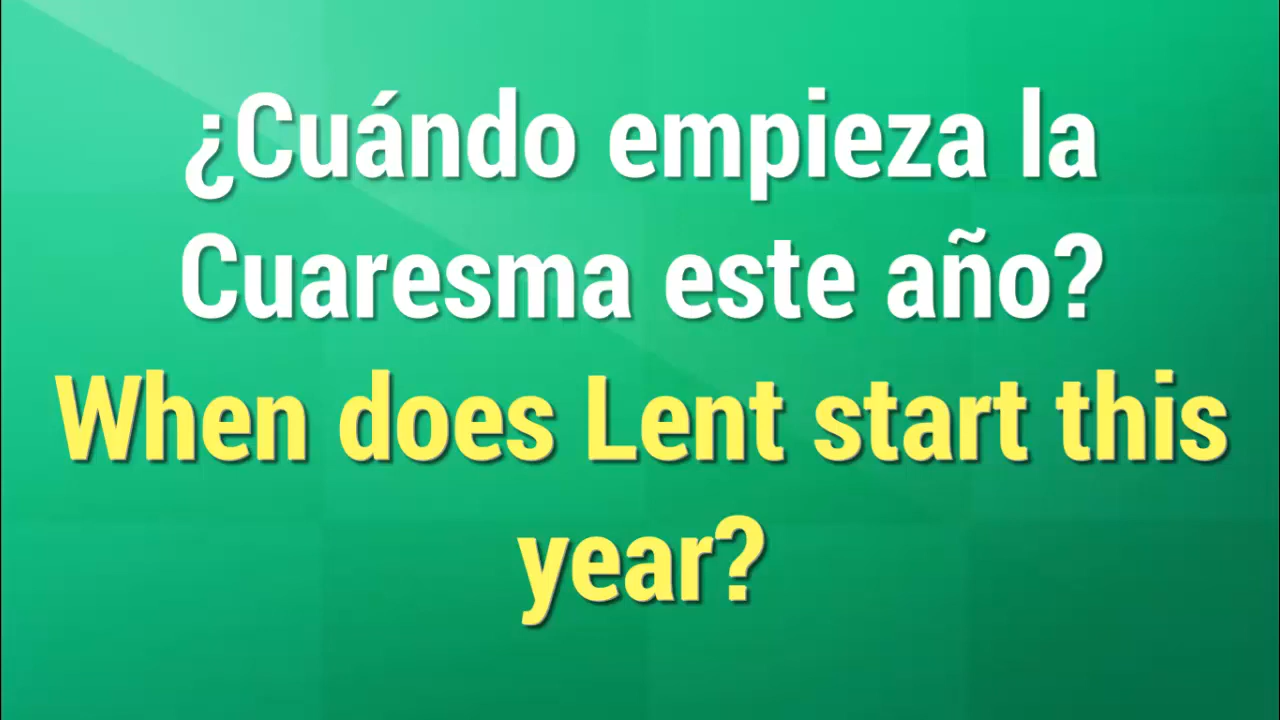 ¿Cuándo empieza la
Cuaresma este año?
When does Lent start this
year?